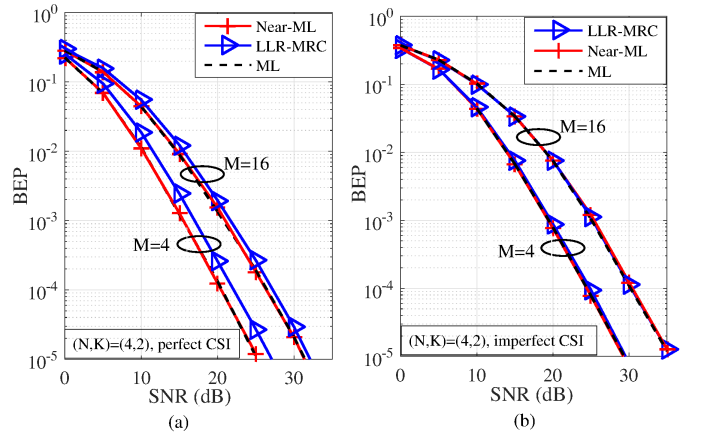 10^0
10^-1
10^-2
10^-3
10^-4
10^-5
BEP
Near-ML
LLR-MRC
ML
M=16
M=4
(N,K)=(4,2), perfect CSI
0 10 20 30
SNR (dB)
(a)
10^0
10^-1
10^-2
10^-3
10^-4
10^-5
BEP
LLR-MRC
Near-ML
ML
M=16
M=4
(N,K)=(4,2), imperfect CSI
0 10 20 30
SNR (dB)
(b)